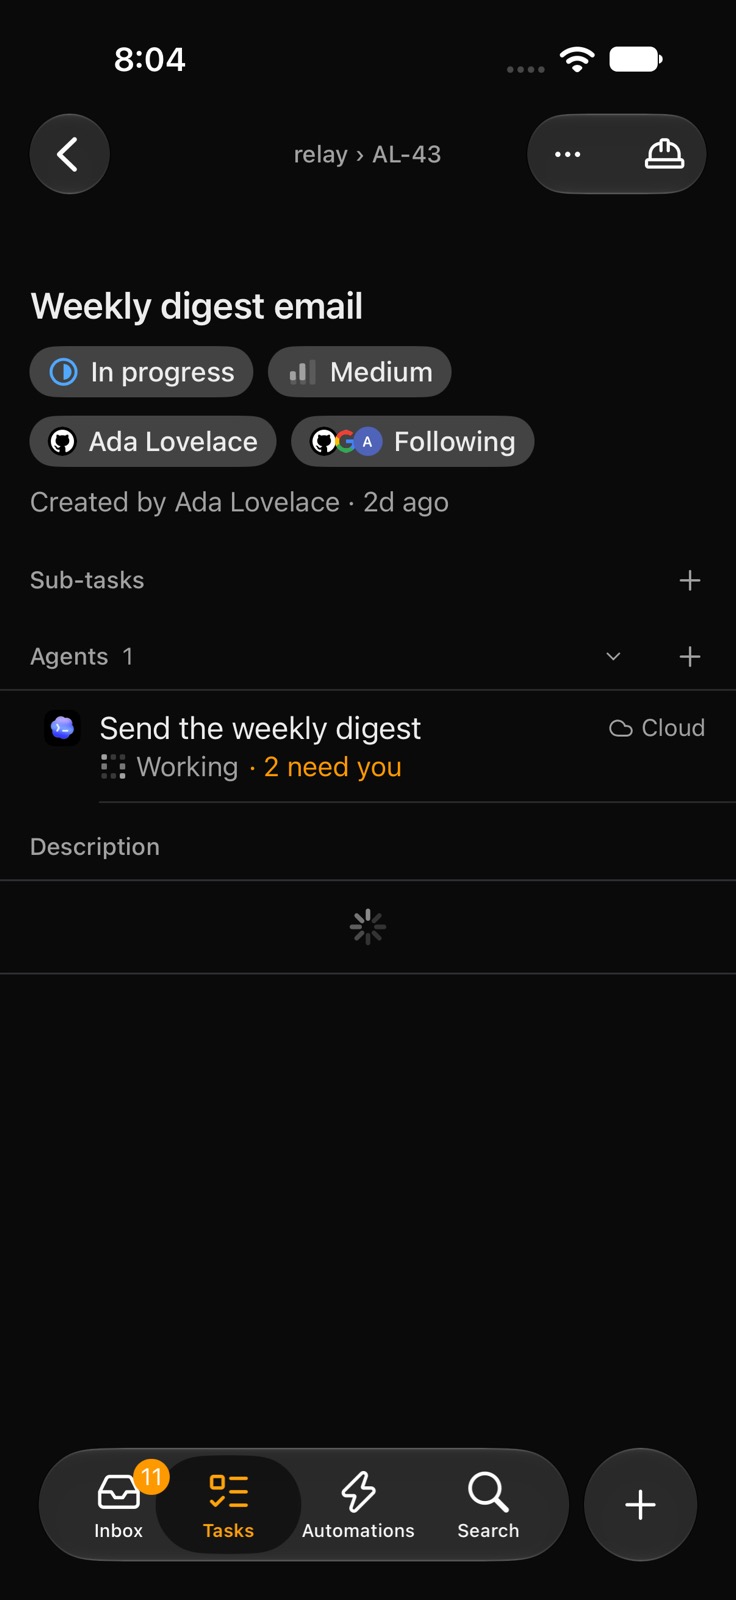 8:04
relay › AL-43
Weekly digest email
In progress
Medium
Ada Lovelace
A
Following
Created by Ada Lovelace · 2d ago
Sub-tasks
Agents 1
Send the weekly digest
Cloud
Working · 2 need you
Description
11
Inbox
Tasks
Automations
Search